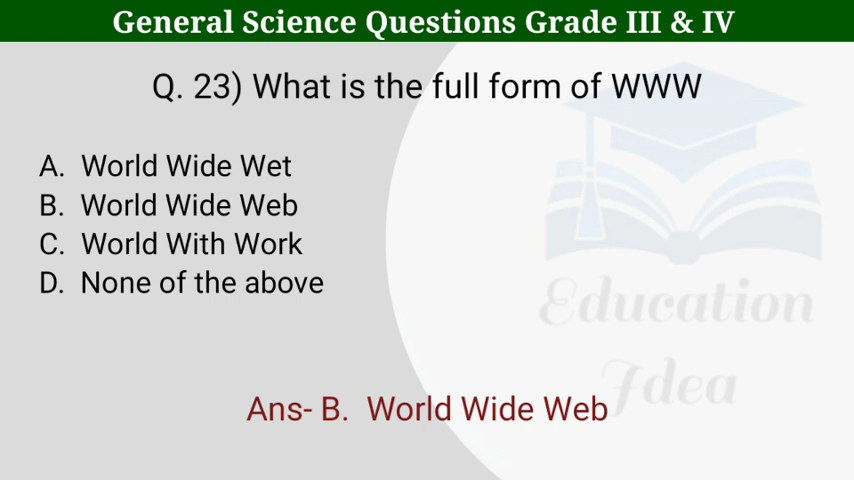 General Science Questions Grade III & IV
Q. 23) What is the full form of WWW
A. World Wide Wet
B. World Wide Web
C. World With Work
D. None of the above
Education
Idea
Ans- B. World Wide Web